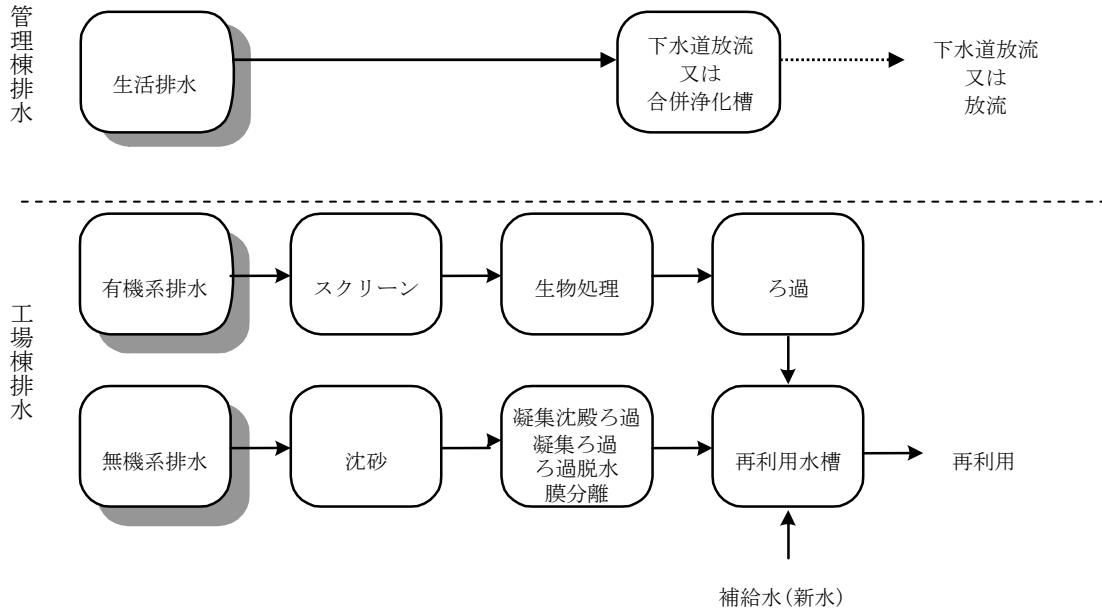 管理棟排水
生活排水
下水道放流
又は
合併浄化槽
下水道放流
又は
放流
工場棟排水
有機系排水
スクリーン
生物処理
ろ過
無機系排水
沈砂
凝集沈殿ろ過
凝集ろ過
ろ過脱水
膜分離
再利用水槽
再利用
補給水(新水)